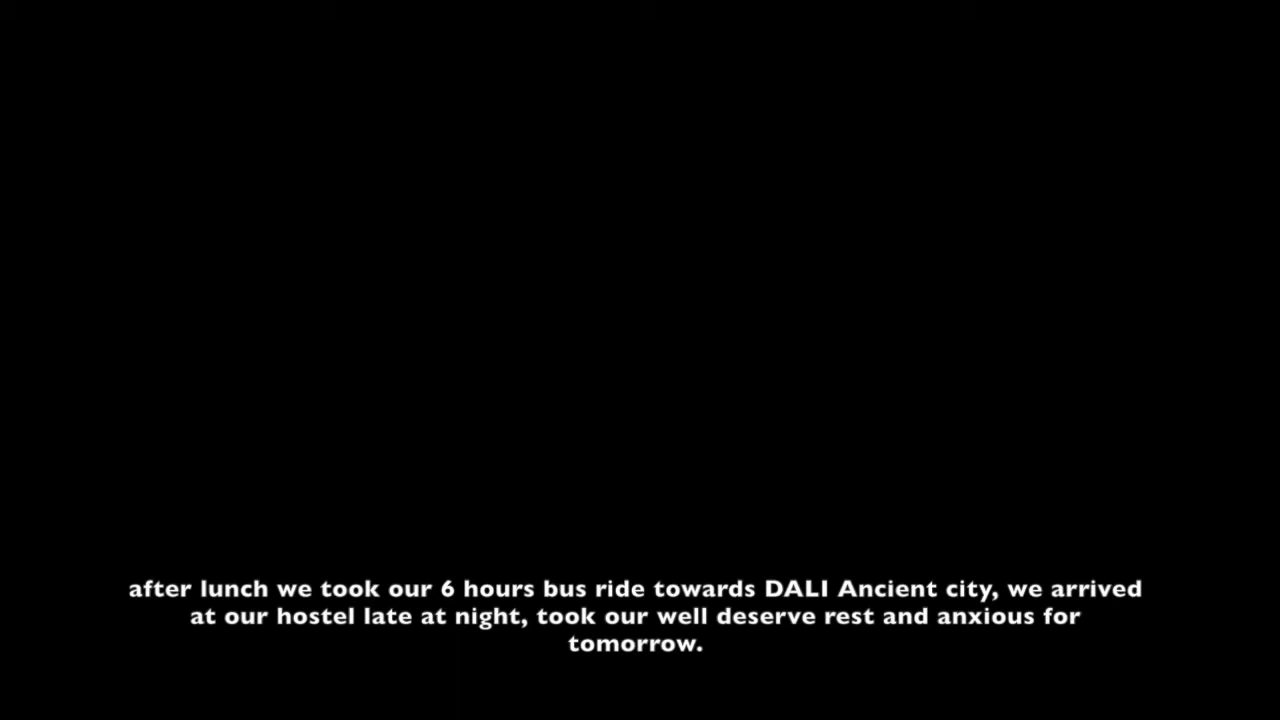 after lunch we took our 6 hours bus ride towards DALI Ancient city, we arrived
at our hostel late at night, took our well deserve rest and anxious for
tomorrow.